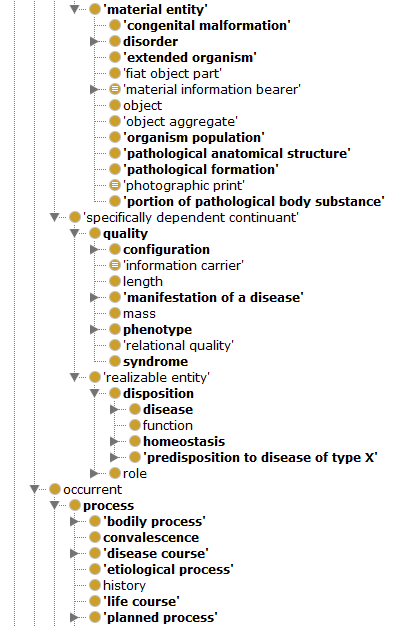 'material entity'
'congenital malformation'
disorder
'extended organism'
'fiat object part'
'material information bearer'
object
'object aggregate'
'organism population'
'pathological anatomical structure'
'pathological formation'
'photographic print'
'portion of pathological body substance'
'specifically dependent continuant'
quality
configuration
'information carrier'
length
'manifestation of a disease'
mass
phenotype
'relational quality'
syndrome
'realizable entity'
disposition
disease
function
homeostasis
'predisposition to disease of type X'
role
occurrent
process
'bodily process'
convalescence
'disease course'
'etiological process'
history
'life course'
'planned process'